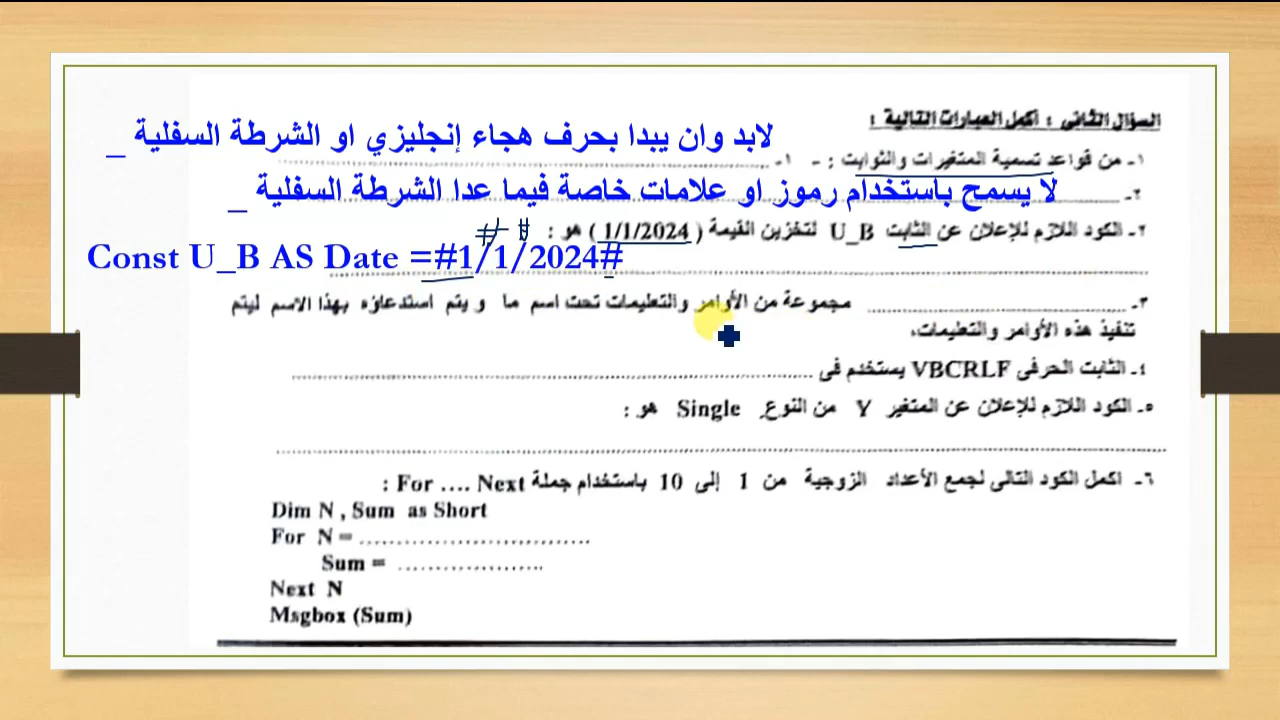 السؤال الثانى : أكمل العبارات التالية :
لابد وان يبدا بحرف هجاء إنجليزي او الشرطة السفلية _
١- من قواعد تسمية المتغيرات والثوابت : - ١- ........................
لا يسمح باستخدام رموز او علامات خاصة فيما عدا الشرطة السفلية _
٢- ........................
٢- الكود اللازم للإعلان عن الثابت U_B لتخزين القيمة ( 1/1/2024 ) هو : # #
Const U_B AS Date =#1/1/2024#
........................
٣- ........................ مجموعة من الأوامر والتعليمات تحت اسم ما و يتم استدعاؤه بهذا الاسم ليتم
تنفيذ هذه الأوامر والتعليمات.
٤- الثابت الحرفى VBCRLF يستخدم فى ........................
٥- الكود اللازم للإعلان عن المتغير Y من النوع Single هو :
........................
٦- اكمل الكود التالى لجمع الأعداد الزوجية من 1 إلى 10 باستخدام جملة For .... Next :
Dim N , Sum as Short
For N = ........................
Sum = ....................
Next N
Msgbox (Sum)